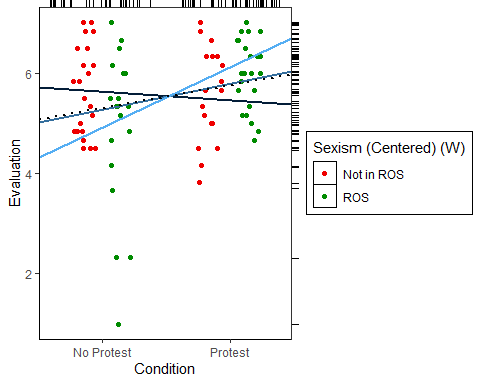 Evaluation
6
4
2
No Protest
Protest
Condition
Sexism (Centered) (W)
Not in ROS
ROS